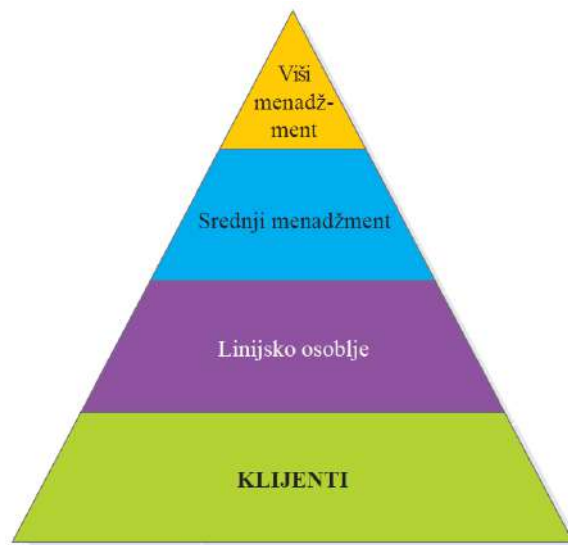 Viši
menadž-
ment
Srednji menadžment
Linijsko osoblje
KLIJENTI